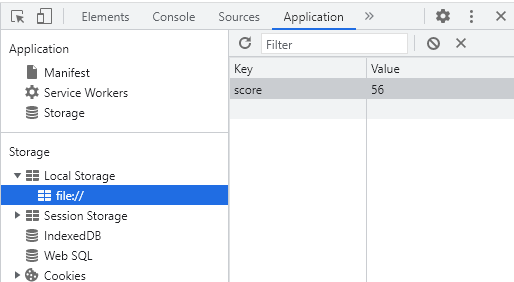 Elements Console Sources Application »
Application
Manifest
Service Workers
Storage
Storage
Local Storage
file://
Session Storage
IndexedDB
Web SQL
Cookies
Filter
Key Value
score 56